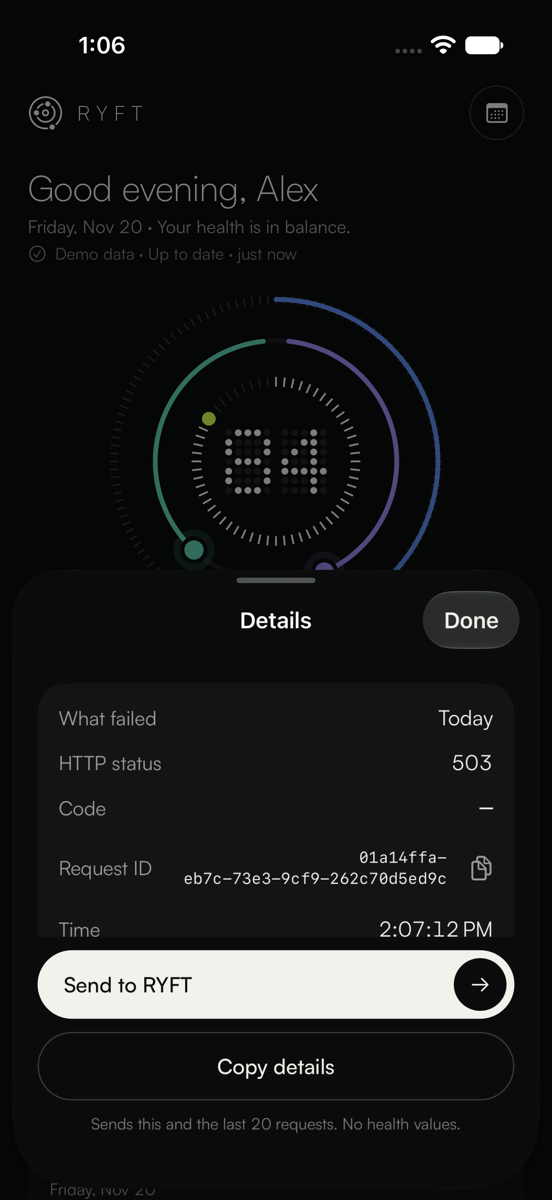 1:06
RYFT
Good evening, Alex
Friday, Nov 20 · Your health is in balance.
Demo data · Up to date · just now
94
Details
Done
What failed Today
HTTP status 503
Code –
Request ID 01a14ffa-
eb7c-73e3-9cf9-262c70d5ed9c
Time 2:07:12 PM
Send to RYFT
Copy details
Sends this and the last 20 requests. No health values.
Friday, Nov 20